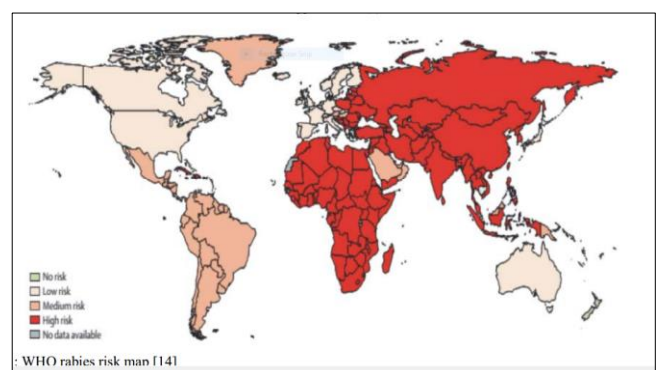 No risk
Low risk
Medium risk
High risk
No data available
: WHO rabies risk map [14]